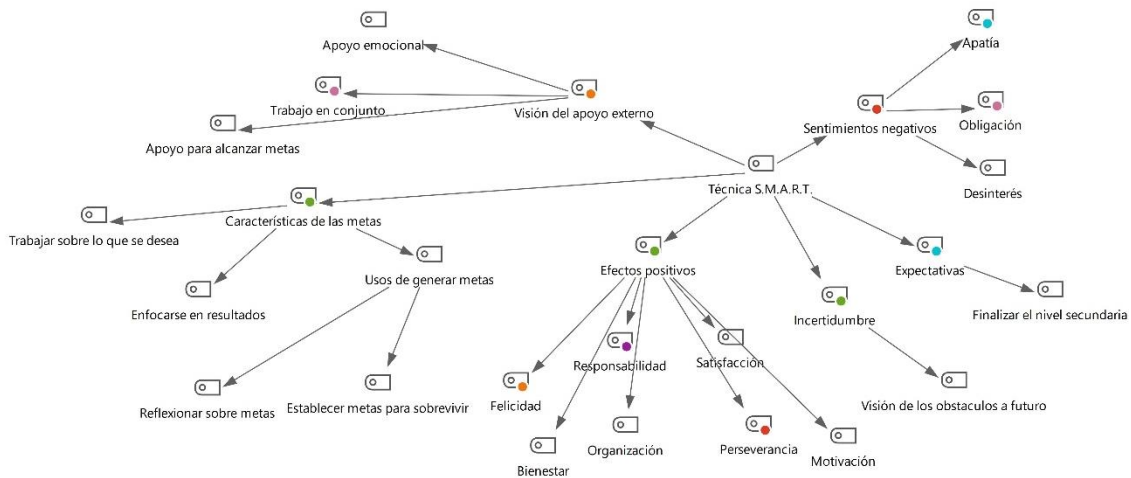 Apoyo emocional
Apatía
Trabajo en conjunto
Visión del apoyo externo
Sentimientos negativos
Obligación
Apoyo para alcanzar metas
Técnica S.M.A.R.T.
Desinterés
Características de las metas
Trabajar sobre lo que se desea
Efectos positivos
Expectativas
Usos de generar metas
Enfocarse en resultados
Incertidumbre
Finalizar el nivel secundaria
Responsabilidad
Satisfacción
Reflexionar sobre metas
Establecer metas para sobrevivir
Felicidad
Visión de los obstaculos a futuro
Organización
Perseverancia
Motivación
Bienestar